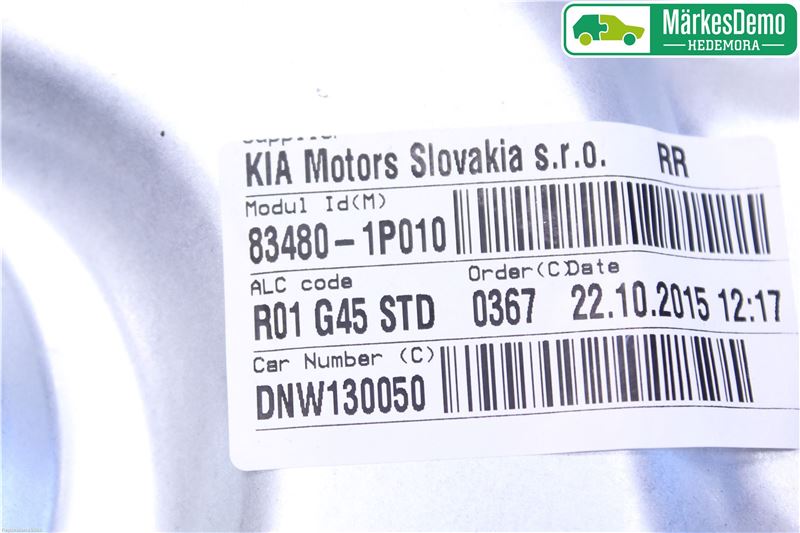 MärkesDemo
HEDEMORA
Supplier
KIA Motors Slovakia s.r.o. RR
Modul Id(M)
83480-1P010
ALC code Order(C)Date
R01 G45 STD 0367 22.10.2015 12:17
Car Number (C)
DNW130050